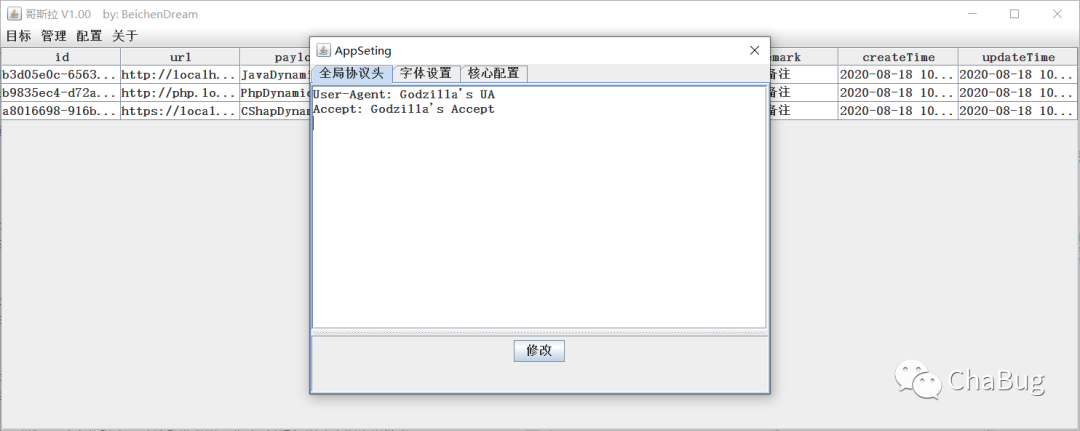 哥斯拉 V1.00 by: BeichenDream
目标 管理 配置 关于
id url paylo mark createTime updateTime
b3d05e0c-6563... http://localh... JavaDynami 备注 2020-08-18 10... 2020-08-18 10...
b9835ec4-d72a... http://php.lo... PhpDynamic 备注 2020-08-18 10... 2020-08-18 10...
a8016698-916b... https://local... CShapDynam 备注 2020-08-18 10... 2020-08-18 10...
AppSeting
全局协议头 字体设置 核心配置
User-Agent: Godzilla's UA
Accept: Godzilla's Accept
修改
ChaBug